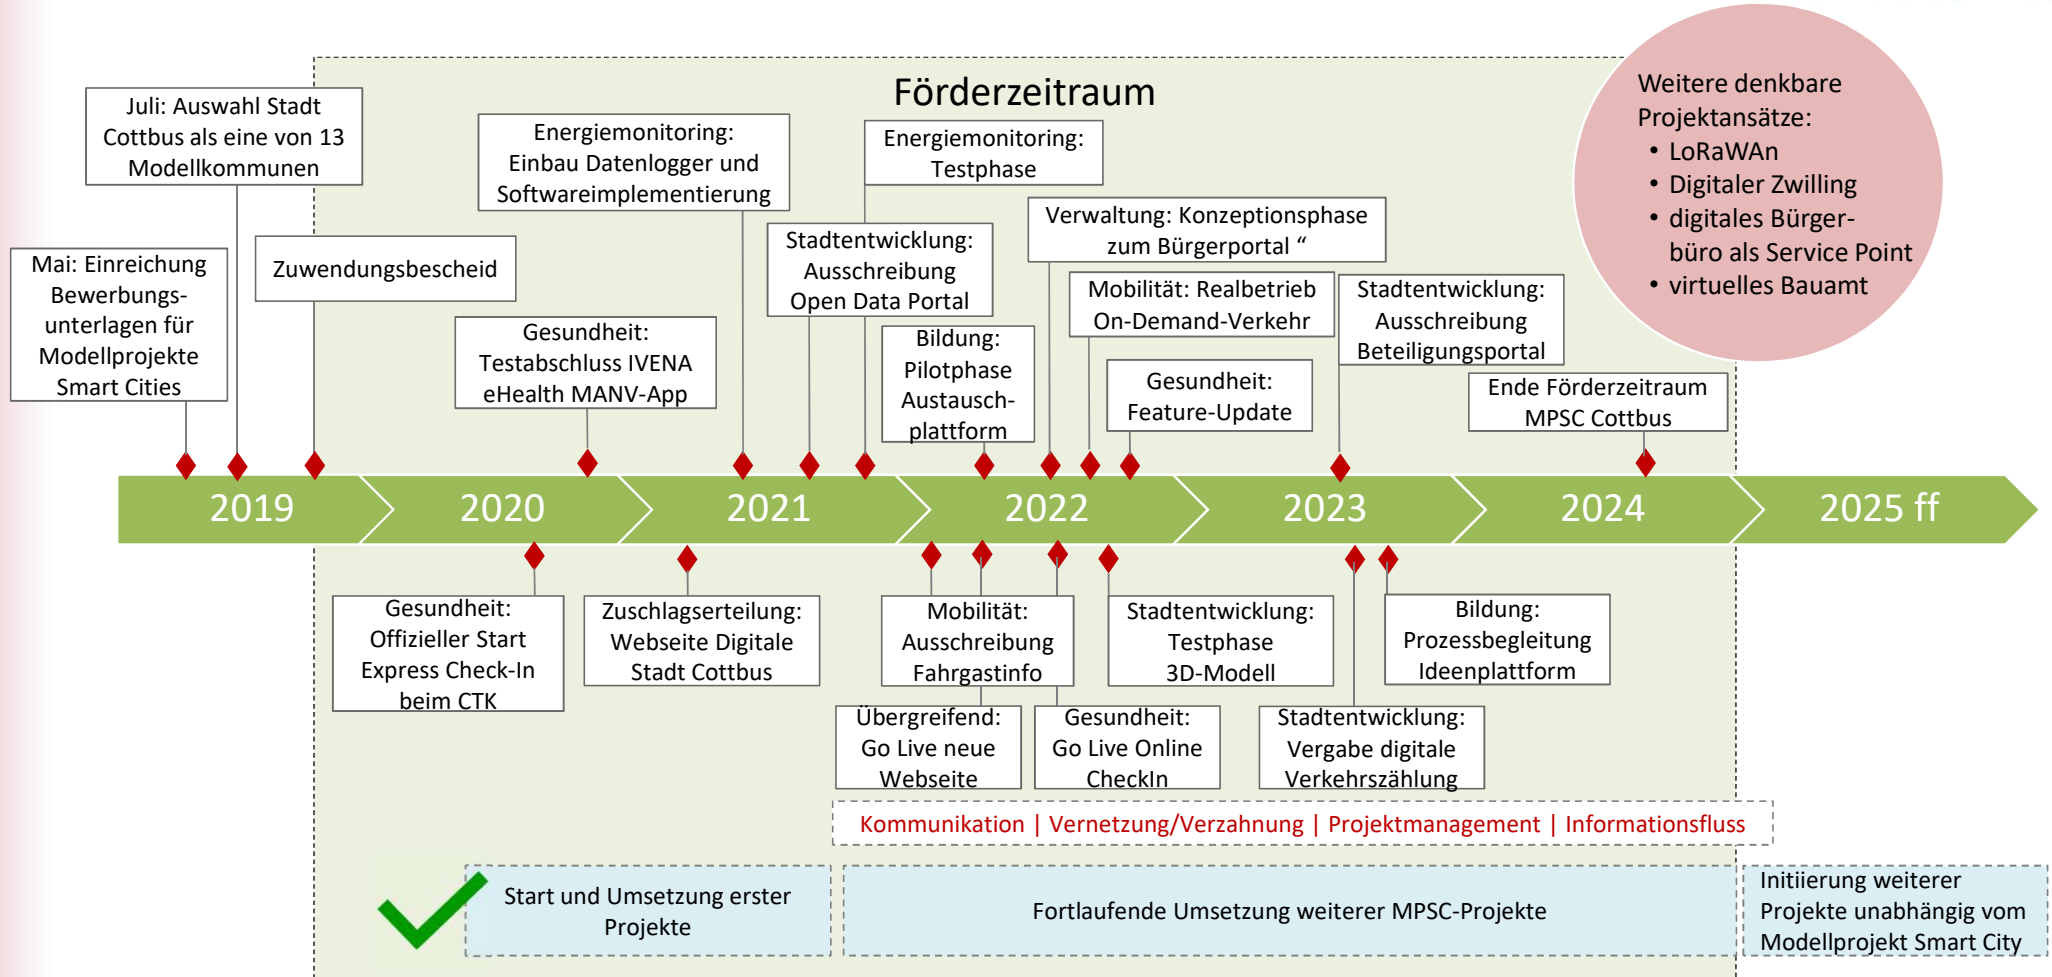 Förderzeitraum
Juli: Auswahl Stadt
Cottbus als eine von 13
Modellkommunen
Mai: Einreichung
Bewerbungs-
unterlagen für
Modellprojekte
Smart Cities
Zuwendungsbescheid
Energiemonitoring:
Einbau Datenlogger und
Softwareimplementierung
Gesundheit:
Testabschluss IVENA
eHealth MANV-App
Energiemonitoring:
Testphase
Stadtentwicklung:
Ausschreibung
Open Data Portal
Bildung:
Pilotphase
Austausch-
plattform
Verwaltung: Konzeptionsphase
zum Bürgerportal “
Mobilität: Realbetrieb
On-Demand-Verkehr
Gesundheit:
Feature-Update
Stadtentwicklung:
Ausschreibung
Beteiligungsportal
Ende Förderzeitraum
MPSC Cottbus
Weitere denkbare
Projektansätze:
• LoRaWAn
• Digitaler Zwilling
• digitales Bürger-
büro als Service Point
• virtuelles Bauamt
2019
2020
2021
2022
2023
2024
2025 ff
Gesundheit:
Offizieller Start
Express Check-In
beim CTK
Zuschlagserteilung:
Webseite Digitale
Stadt Cottbus
Mobilität:
Ausschreibung
Fahrgastinfo
Übergreifend:
Go Live neue
Webseite
Gesundheit:
Go Live Online
CheckIn
Stadtentwicklung:
Testphase
3D-Modell
Stadtentwicklung:
Vergabe digitale
Verkehrszählung
Bildung:
Prozessbegleitung
Ideenplattform
Kommunikation | Vernetzung/Verzahnung | Projektmanagement | Informationsfluss
Start und Umsetzung erster
Projekte
Fortlaufende Umsetzung weiterer MPSC-Projekte
Initiierung weiterer
Projekte unabhängig vom
Modellprojekt Smart City